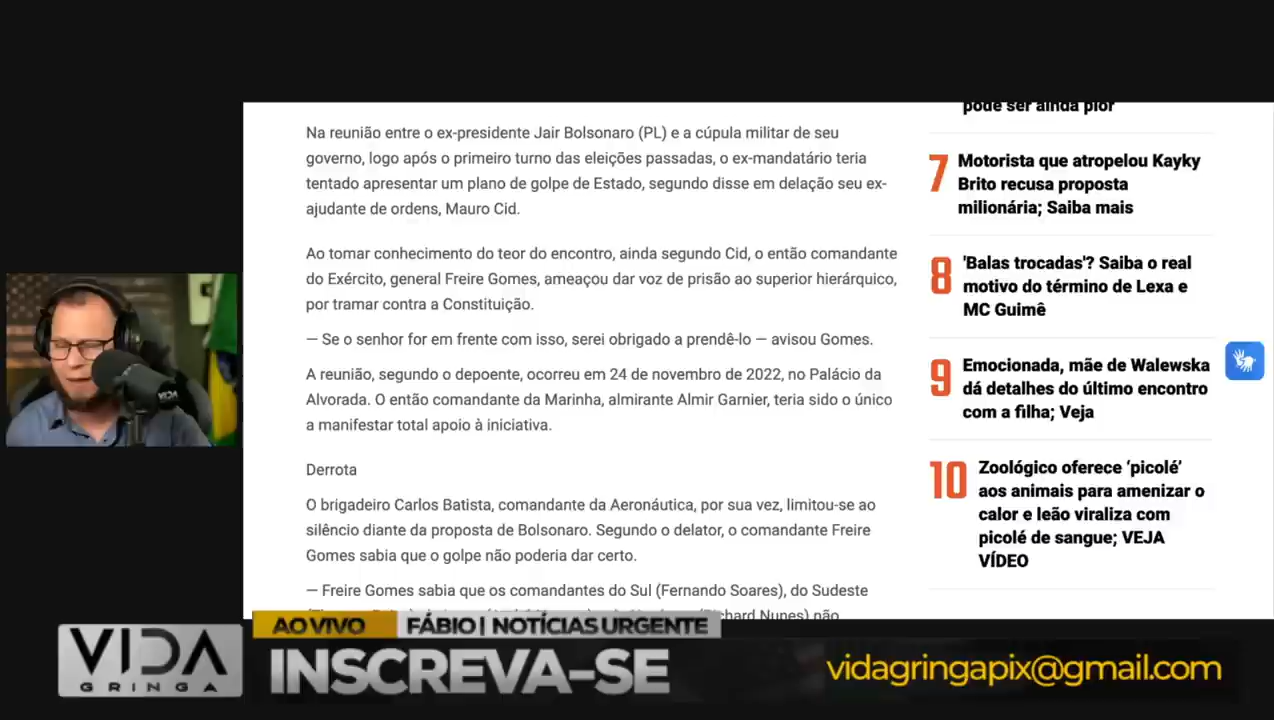 Na reunião entre o ex-presidente Jair Bolsonaro (PL) e a cúpula militar de seu
governo, logo após o primeiro turno das eleições passadas, o ex-mandatário teria
tentado apresentar um plano de golpe de Estado, segundo disse em delação seu ex-
ajudante de ordens, Mauro Cid.
Ao tomar conhecimento do teor do encontro, ainda segundo Cid, o então comandante
do Exército, general Freire Gomes, ameaçou dar voz de prisão ao superior hierárquico,
por tramar contra a Constituição.
— Se o senhor for em frente com isso, serei obrigado a prendê-lo — avisou Gomes.
A reunião, segundo o depoente, ocorreu em 24 de novembro de 2022, no Palácio da
Alvorada. O então comandante da Marinha, almirante Almir Garnier, teria sido o único
a manifestar total apoio à iniciativa.
Derrota
O brigadeiro Carlos Batista, comandante da Aeronáutica, por sua vez, limitou-se ao
silêncio diante da proposta de Bolsonaro. Segundo o delator, o comandante Freire
Gomes sabia que o golpe não poderia dar certo.
— Freire Gomes sabia que os comandantes do Sul (Fernando Soares), do Sudeste
(Richard Nunes) não
pode ser ainda pior
7 Motorista que atropelou Kayky
Brito recusa proposta
milionária; Saiba mais
8 'Balas trocadas'? Saiba o real
motivo do término de Lexa e
MC Guimê
9 Emocionada, mãe de Walewska
dá detalhes do último encontro
com a filha; Veja
10 Zoológico oferece ‘picolé’
aos animais para amenizar o
calor e leão viraliza com
picolé de sangue; VEJA
VÍDEO
AO VIVO FÁBIO | NOTÍCIAS URGENTE
VIDA
GRINGA
INSCREVA-SE
vidagringapix@gmail.com